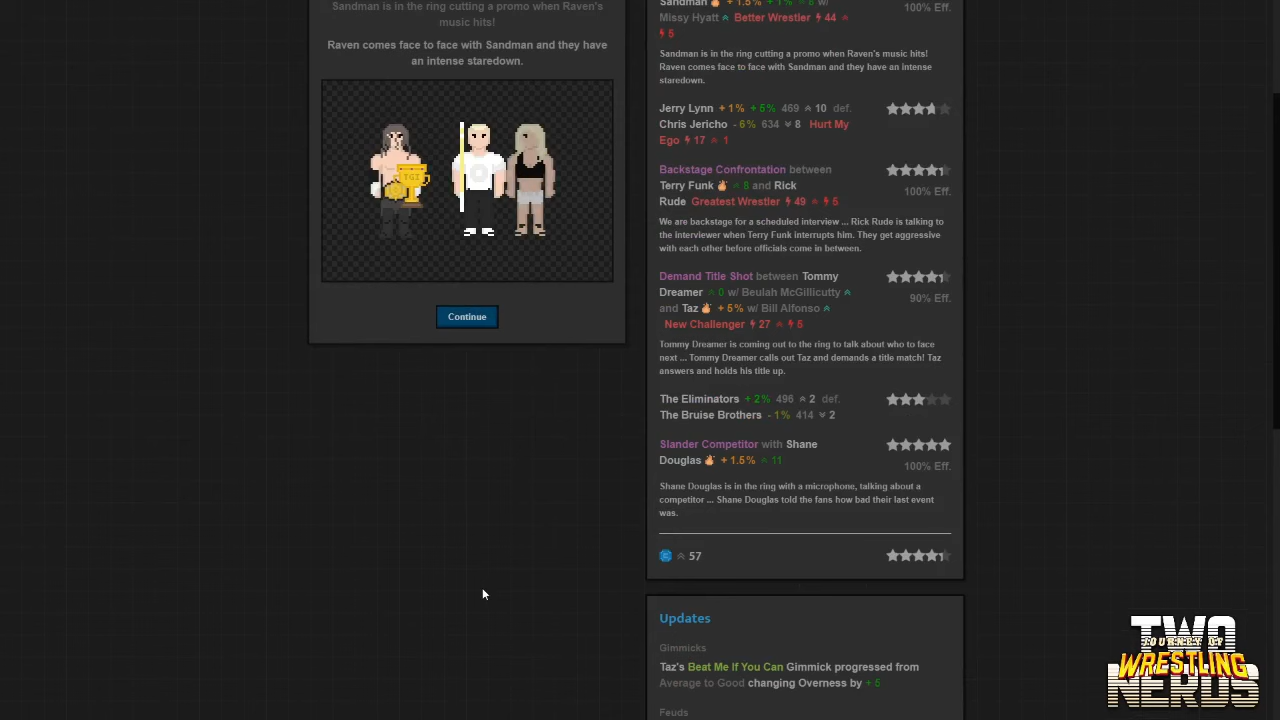 Sandman is in the ring cutting a promo when Raven's
music hits!
Raven comes face to face with Sandman and they have
an intense staredown.
TGI
Continue
Sandman + 1.5% + 1% 8 w/
Missy Hyatt Better Wrestler 44
5
100% Eff.
Sandman is in the ring cutting a promo when Raven's music hits!
Raven comes face to face with Sandman and they have an intense
staredown.
Jerry Lynn + 1% + 5% 469 10 def.
Chris Jericho - 6% 634 8 Hurt My
Ego 17 1
Backstage Confrontation between
Terry Funk 8 and Rick
Rude Greatest Wrestler 49 5
100% Eff.
We are backstage for a scheduled interview ... Rick Rude is talking to
the interviewer when Terry Funk interrupts him. They get aggressive
with each other before officials come in between.
Demand Title Shot between Tommy
Dreamer 0 w/ Beulah McGillicutty
and Taz + 5% w/ Bill Alfonso
New Challenger 27 5
90% Eff.
Tommy Dreamer is coming out to the ring to talk about who to face
next ... Tommy Dreamer calls out Taz and demands a title match! Taz
answers and holds his title up.
The Eliminators + 2% 496 2 def.
The Bruise Brothers - 1% 414 2
Slander Competitor with Shane
Douglas + 1.5% 11
100% Eff.
Shane Douglas is in the ring with a microphone, talking about a
competitor ... Shane Douglas told the fans how bad their last event
was.
57
Updates
Gimmicks
Taz's Beat Me If You Can Gimmick progressed from
Average to Good changing Overness by + 5
Feuds
TWO
JOURNEY OF
WRESTLING
NERDS